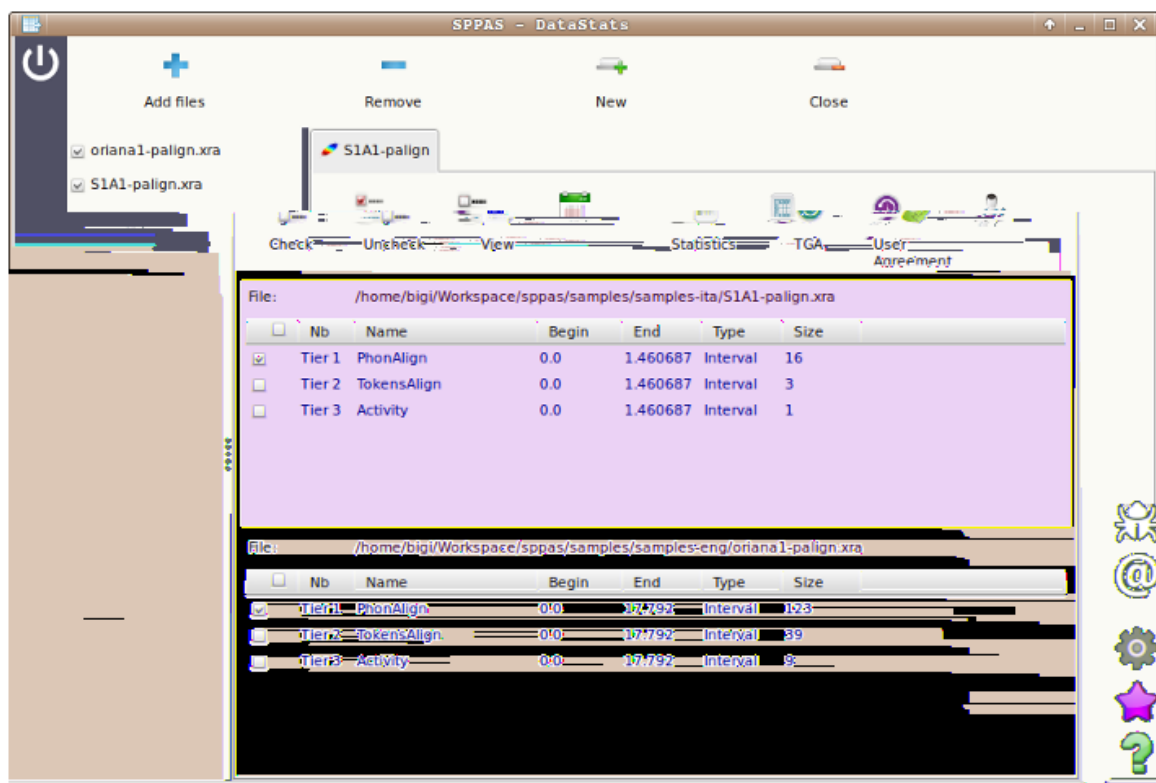 SPPAS - DataStats
Add files Remove New Close
oriana1-palign.xra
S1A1-palign
S1A1-palign.xra
Check Uncheck View Statistics TGA User
Agreement
File: /home/bigi/Workspace/sppas/samples/samples-ita/S1A1-palign.xra
Nb Name Begin End Type Size
Tier 1 PhonAlign 0.0 1.460687 Interval 16
Tier 2 TokensAlign 0.0 1.460687 Interval 3
Tier 3 Activity 0.0 1.460687 Interval 1
File: /home/bigi/Workspace/sppas/samples/samples-eng/oriana1-palign.xra
Nb Name Begin End Type Size
Tier 1 PhonAlign 0.0 17.792 Interval 123
Tier 2 TokensAlign 0.0 17.792 Interval 39
Tier 3 Activity 0.0 17.792 Interval 9